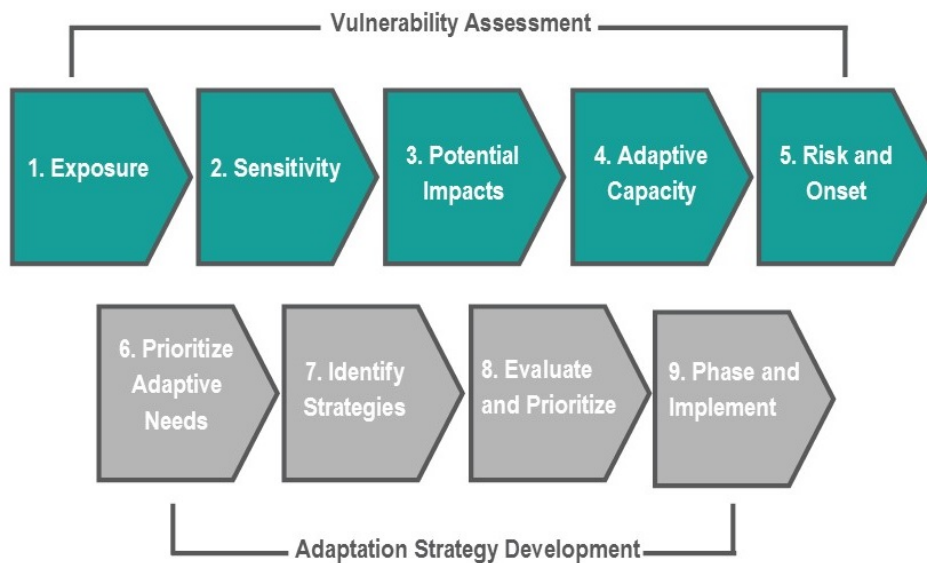 Vulnerability Assessment
1. Exposure
2. Sensitivity
3. Potential
Impacts
4. Adaptive
Capacity
5. Risk and
Onset
6. Prioritize
Adaptive
Needs
7. Identify
Strategies
8. Evaluate
and Prioritize
9. Phase and
Implement
Adaptation Strategy Development